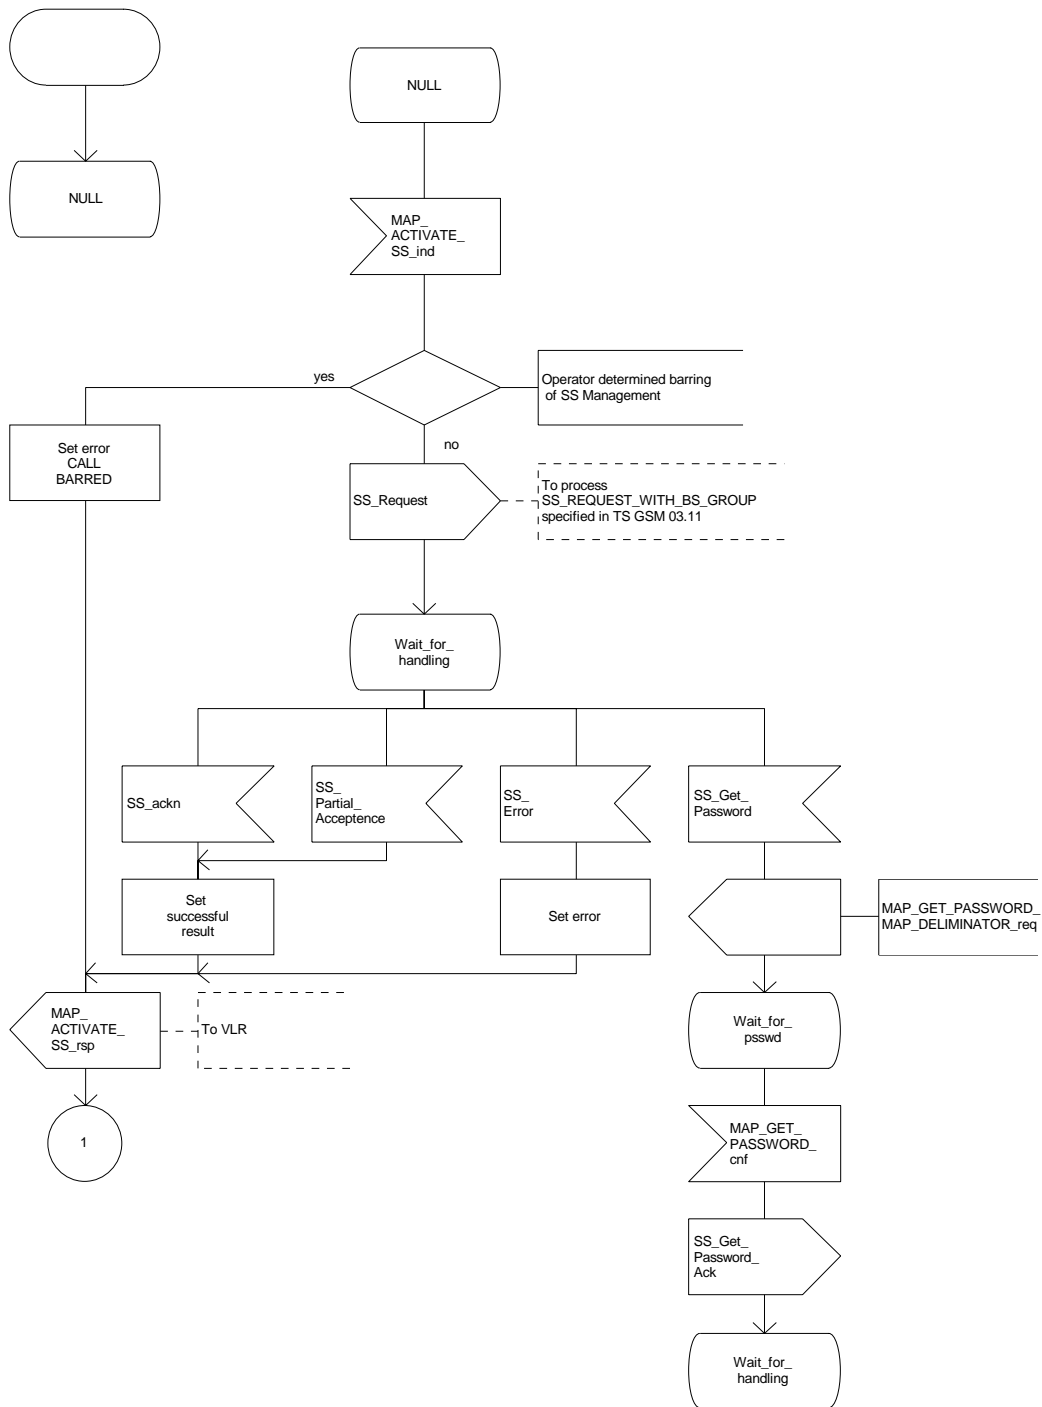 NULL
NULL
MAP_
ACTIVATE_
SS_ind
yes
Operator determined barring
of SS Management
no
Set error
CALL
BARRED
SS_Request
To process
SS_REQUEST_WITH_BS_GROUP
specified in TS GSM 03.11
Wait_for_
handling
SS_ackn
SS_
Partial_
Acceptence
SS_
Error
SS_Get_
Password
Set
successful
result
Set error
MAP_GET_PASSWORD_
MAP_DELIMINATOR_req
MAP_
ACTIVATE_
SS_rsp
To VLR
Wait_for_
psswd
1
MAP_GET_
PASSWORD_
cnf
SS_Get_
Password_
Ack
Wait_for_
handling